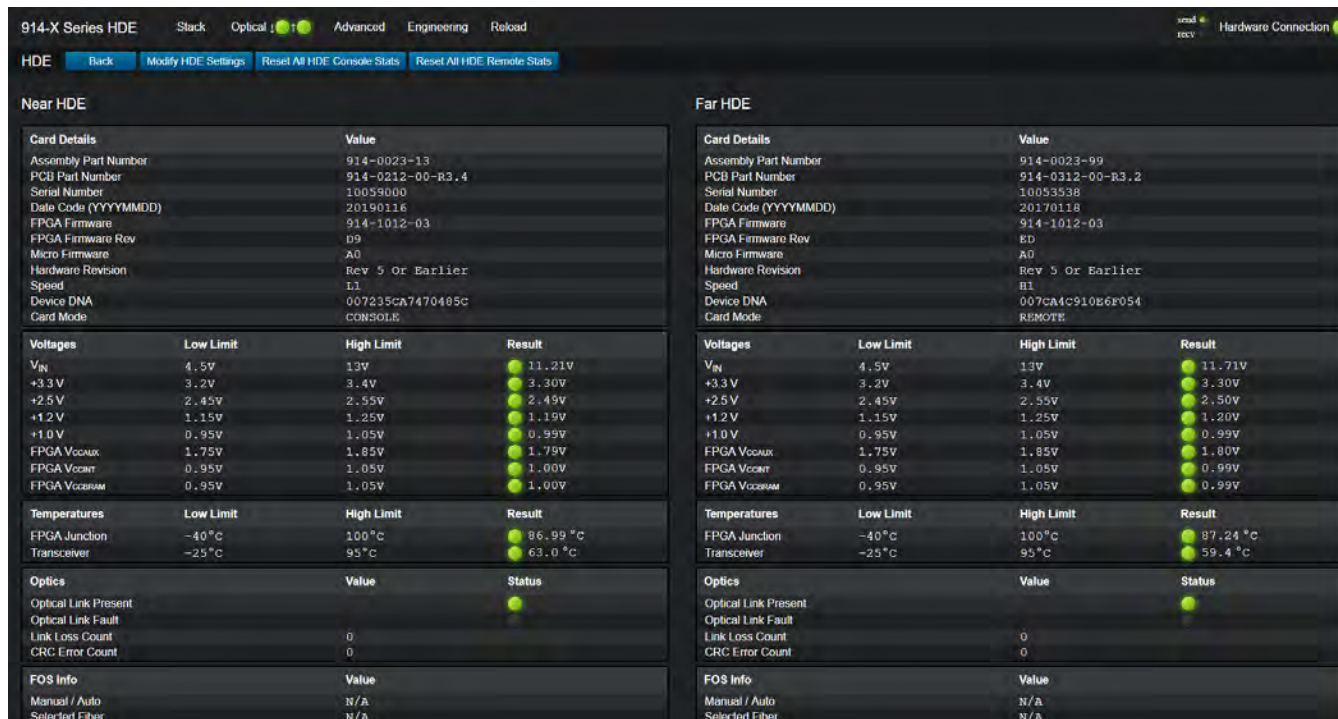 914-X Series HDE Stack Optical ↓ ↑ Advanced Engineering Reload send recv Hardware Connection
HDE Back Modify HDE Settings Reset All HDE Console Stats Reset All HDE Remote Stats
Near HDE
Card Details Value
Assembly Part Number 914-0023-13
PCB Part Number 914-0212-00-R3.4
Serial Number 10059000
Date Code (YYYYMMDD) 20190116
FPGA Firmware 914-1012-03
FPGA Firmware Rev D9
Micro Firmware A0
Hardware Revision Rev 5 Or Earlier
Speed L1
Device DNA 007235CA7470485C
Card Mode CONSOLE
Voltages Low Limit High Limit Result
VIN 4.5V 13V 11.21V
+3.3 V 3.2V 3.4V 3.30V
+2.5 V 2.45V 2.55V 2.49V
+1.2 V 1.15V 1.25V 1.19V
+1.0 V 0.95V 1.05V 0.99V
FPGA VCCAUX 1.75V 1.85V 1.79V
FPGA VCCINT 0.95V 1.05V 1.00V
FPGA VCCBRAM 0.95V 1.05V 1.00V
Temperatures Low Limit High Limit Result
FPGA Junction -40°C 100°C 86.99 °C
Transceiver -25°C 95°C 63.0 °C
Optics Value Status
Optical Link Present
Optical Link Fault
Link Loss Count 0
CRC Error Count 0
FOS Info Value
Manual / Auto N/A
Selected Fiber N/A
Far HDE
Card Details Value
Assembly Part Number 914-0023-99
PCB Part Number 914-0312-00-R3.2
Serial Number 10053538
Date Code (YYYYMMDD) 20170118
FPGA Firmware 914-1012-03
FPGA Firmware Rev ED
Micro Firmware A0
Hardware Revision Rev 5 Or Earlier
Speed H1
Device DNA 007CA4C910E6F054
Card Mode REMOTE
Voltages Low Limit High Limit Result
VIN 4.5V 13V 11.71V
+3.3 V 3.2V 3.4V 3.30V
+2.5 V 2.45V 2.55V 2.50V
+1.2 V 1.15V 1.25V 1.20V
+1.0 V 0.95V 1.05V 0.99V
FPGA VCCAUX 1.75V 1.85V 1.80V
FPGA VCCINT 0.95V 1.05V 0.99V
FPGA VCCBRAM 0.95V 1.05V 0.99V
Temperatures Low Limit High Limit Result
FPGA Junction -40°C 100°C 87.24 °C
Transceiver -25°C 95°C 59.4 °C
Optics Value Status
Optical Link Present
Optical Link Fault
Link Loss Count 0
CRC Error Count 0
FOS Info Value
Manual / Auto N/A
Selected Fiber N/A